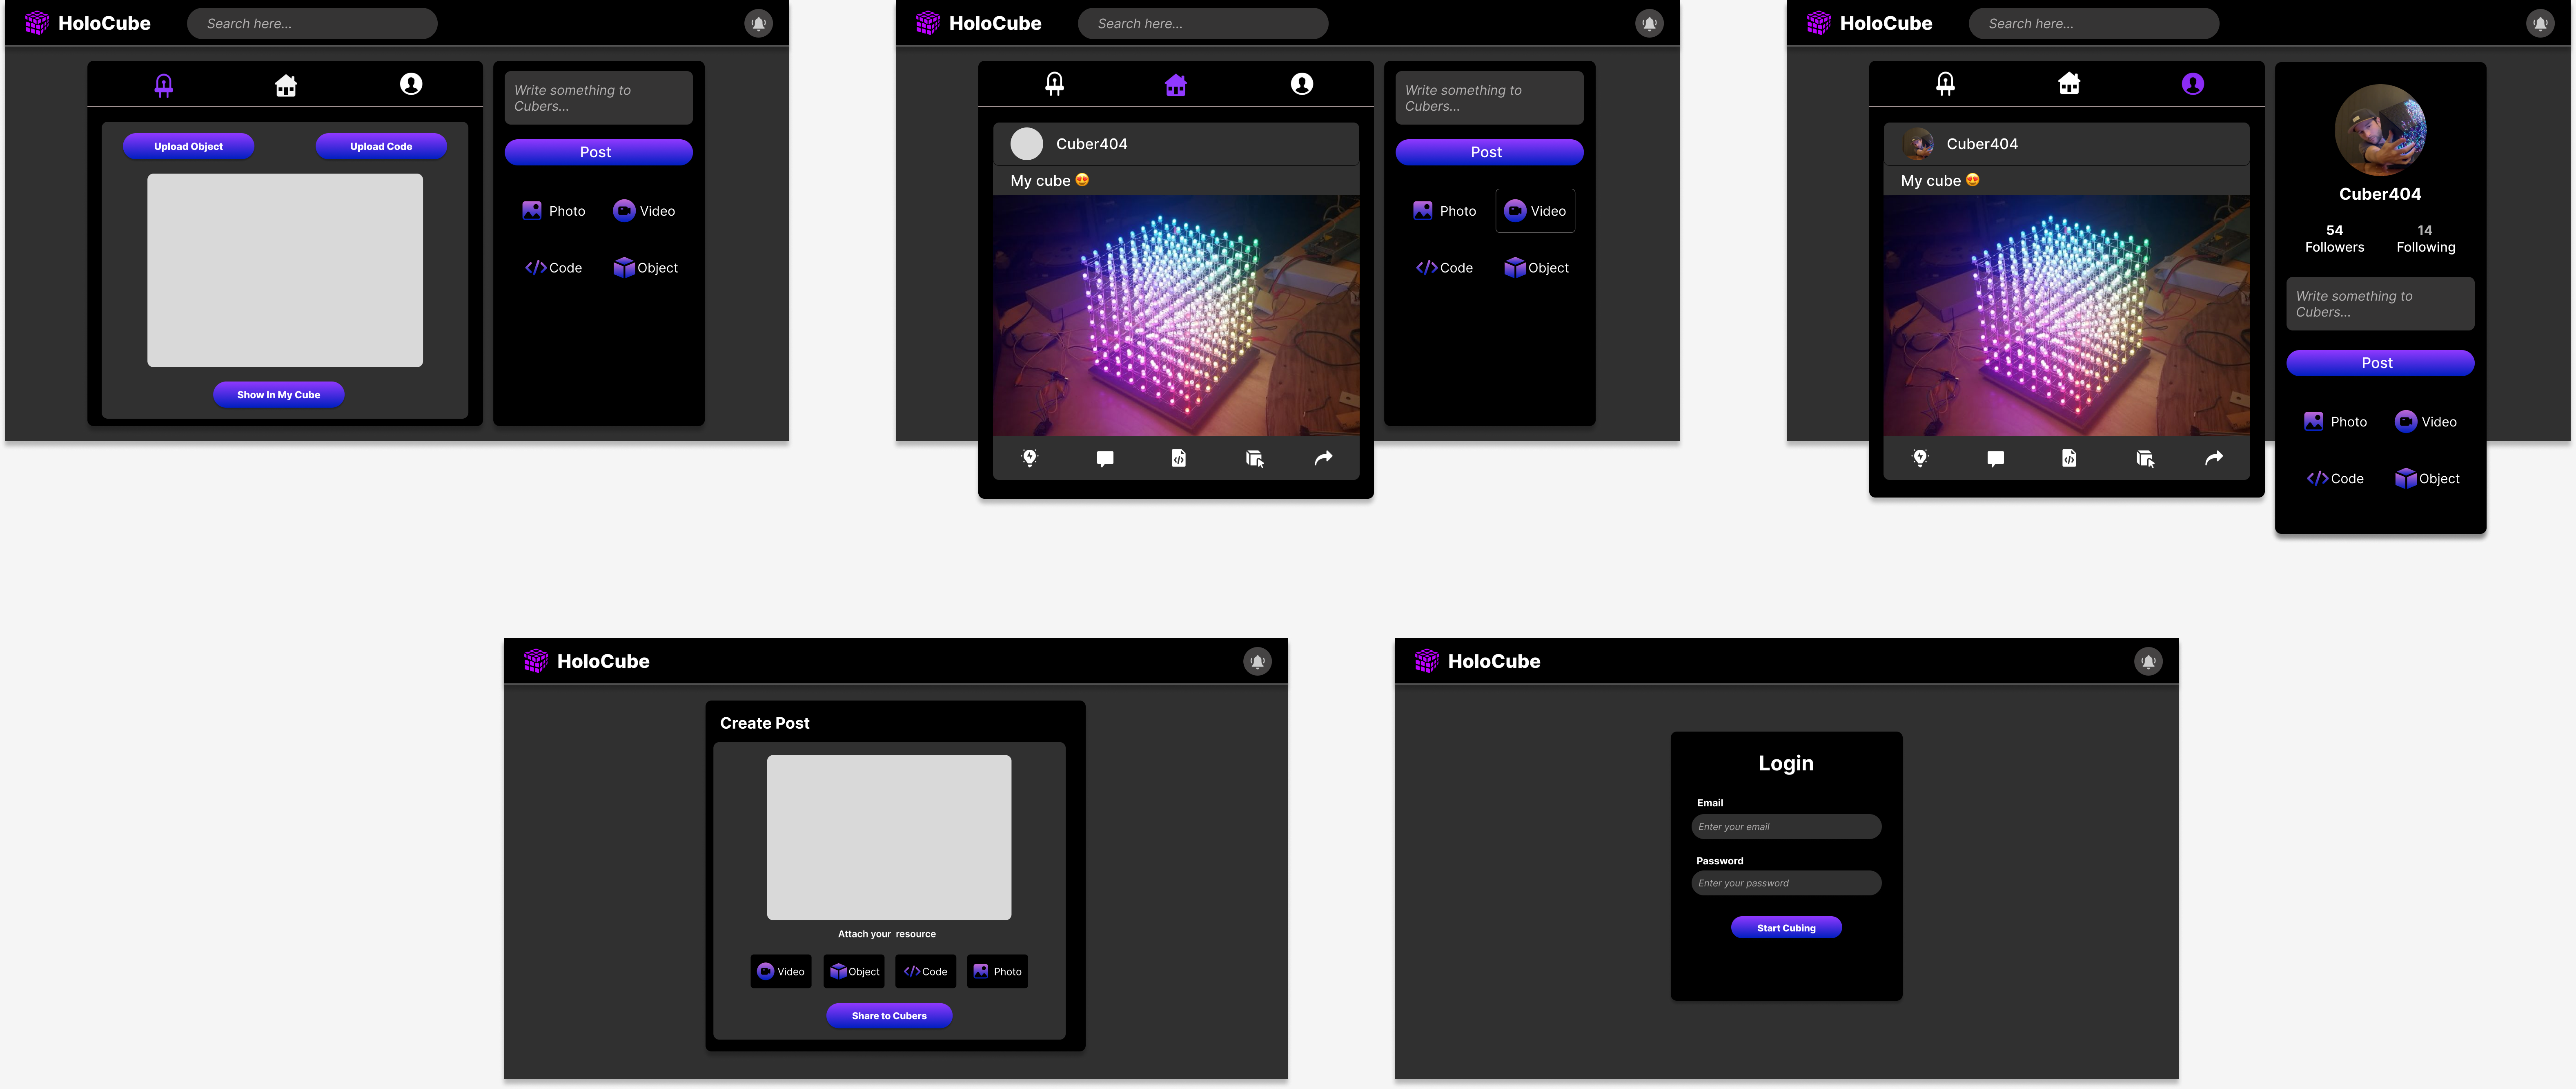 HoloCube
Search here...
Upload Object
Upload Code
Show In My Cube
Write something to
Cubers...
Post
Photo
Video
Code
Object
HoloCube
Search here...
Cuber404
My cube 😍
Write something to
Cubers...
Post
Photo
Video
Code
Object
HoloCube
Search here...
Cuber404
My cube 😍
Cuber404
54
Followers
14
Following
Write something to
Cubers...
Post
Photo
Video
Code
Object
HoloCube
Create Post
Attach your resource
Video
Object
Code
Photo
Share to Cubers
HoloCube
Login
Email
Enter your email
Password
Enter your password
Start Cubing